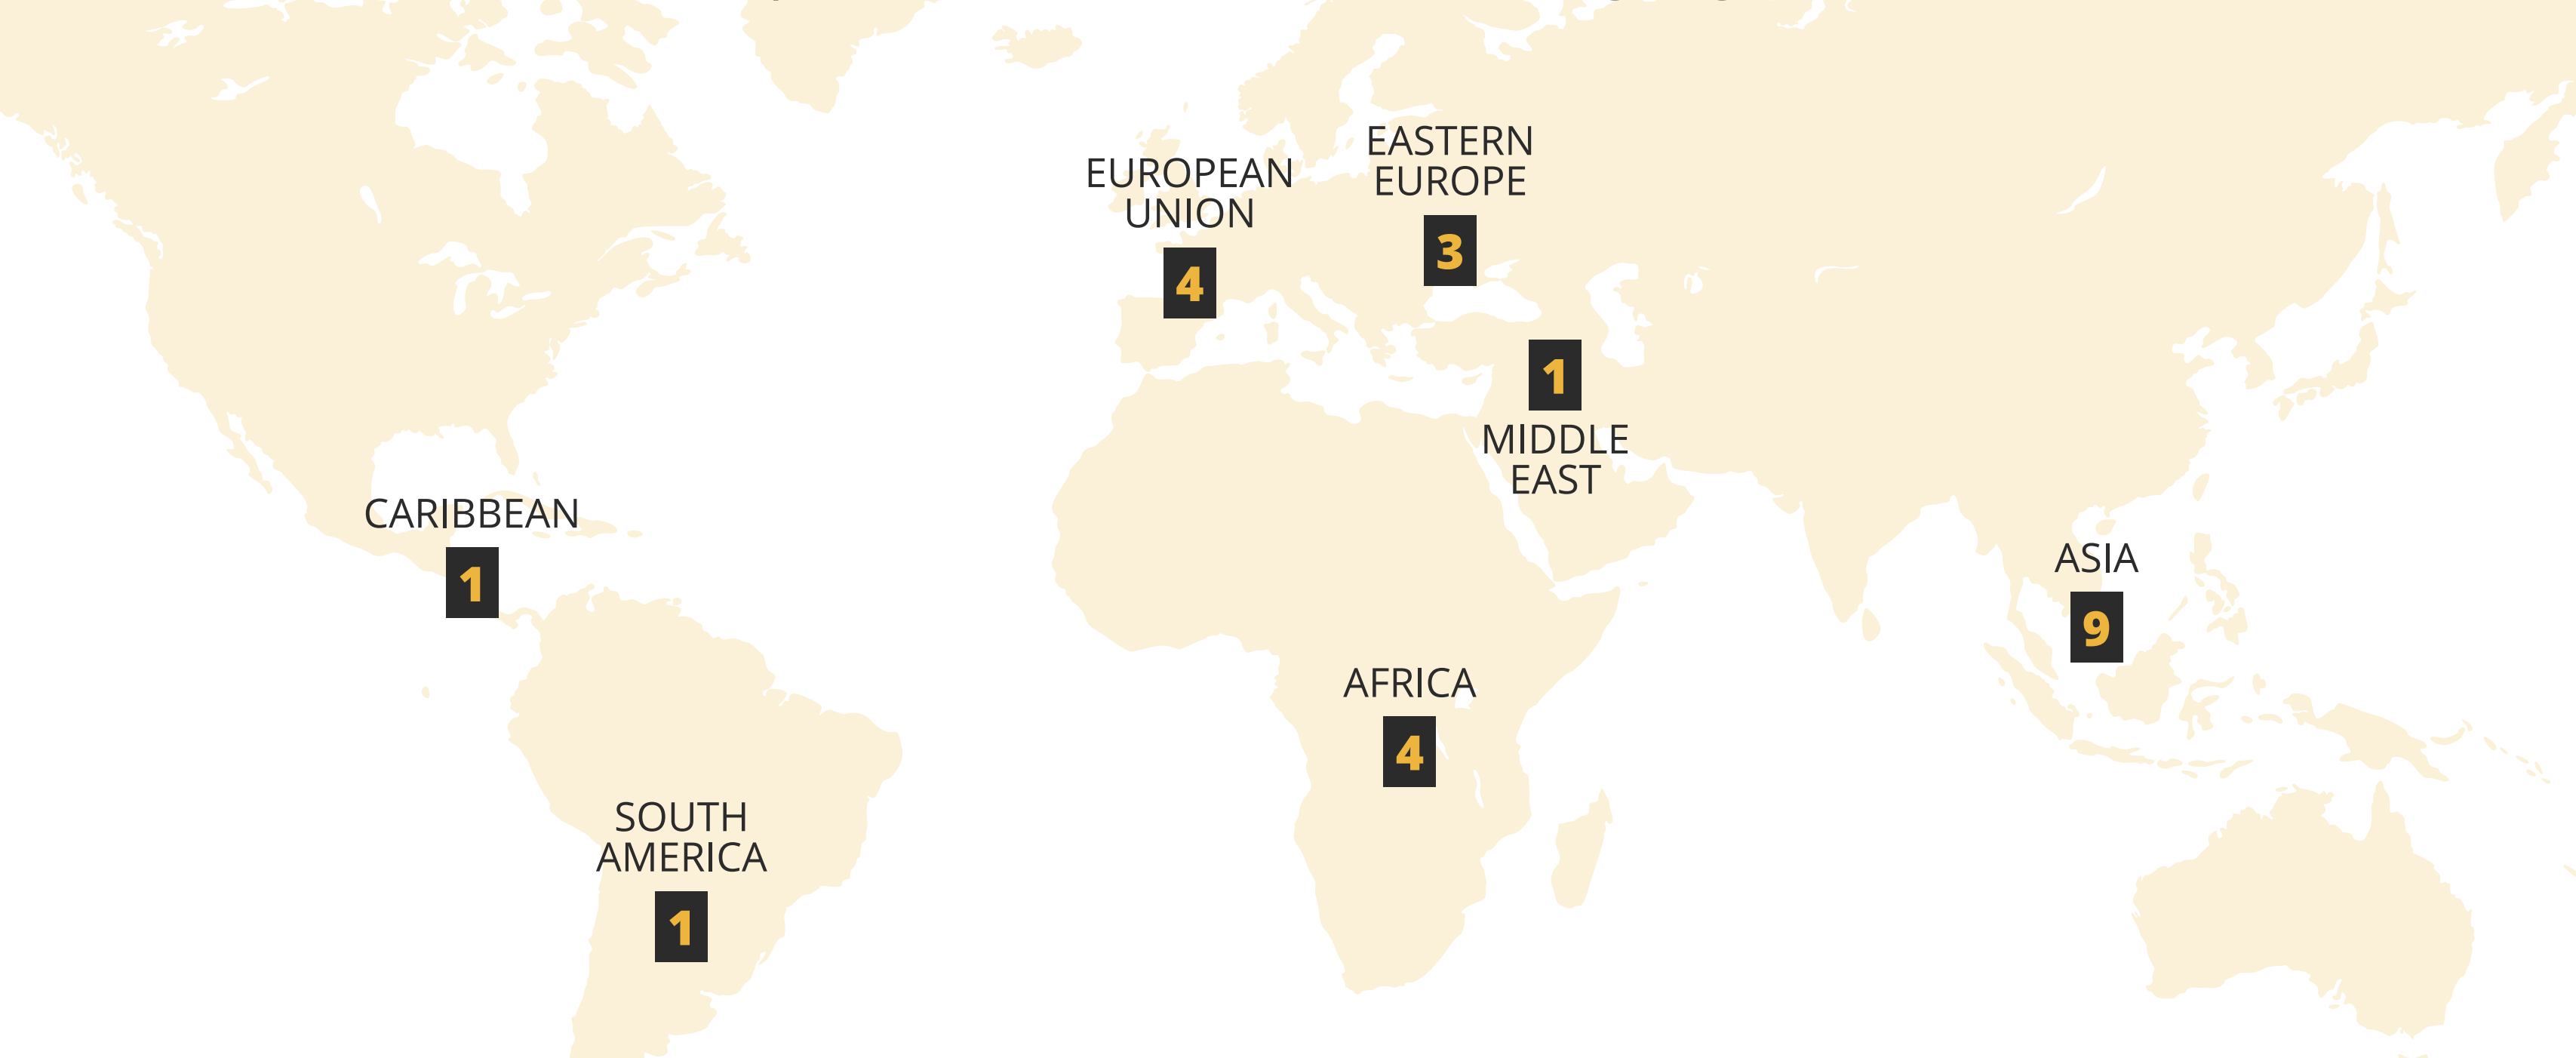 EUROPEAN
UNION
4
EASTERN
EUROPE
3
1
MIDDLE
EAST
CARIBBEAN
1
ASIA
9
AFRICA
4
SOUTH
AMERICA
1